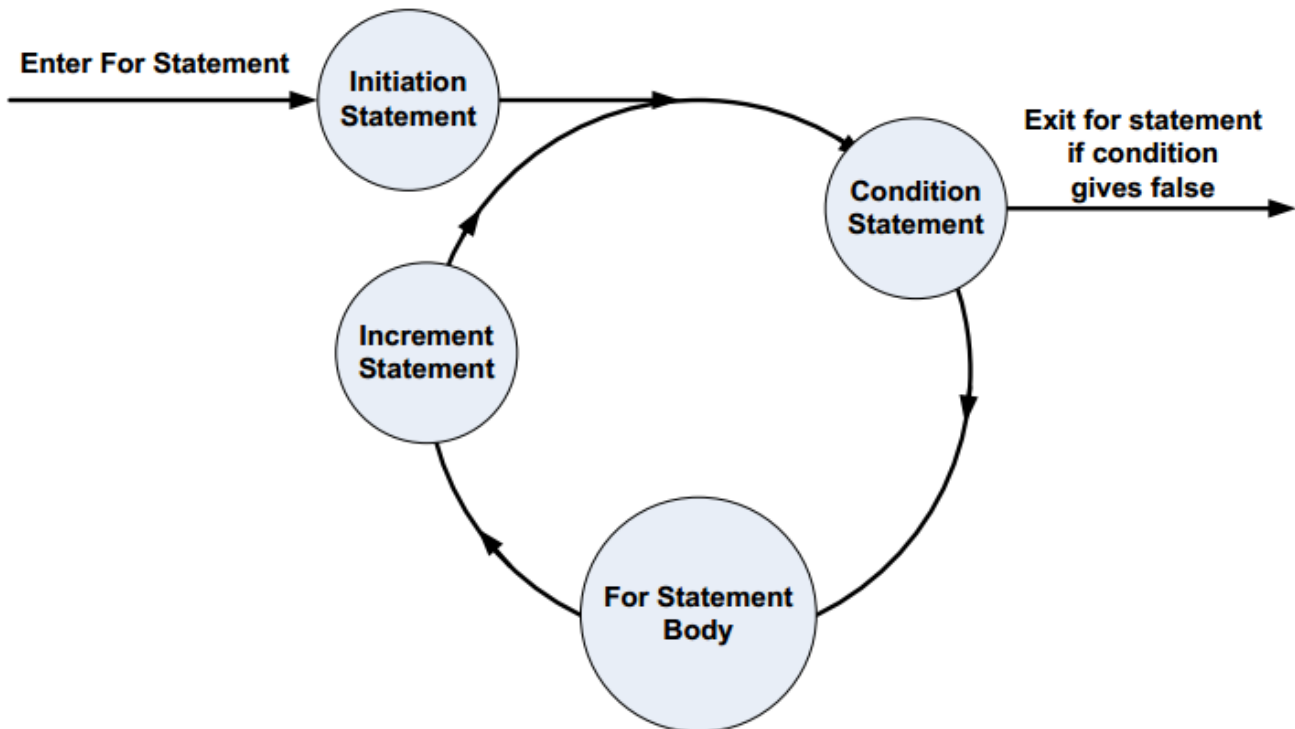 Enter For Statement
Initiation
Statement
Exit for statement
if condition
gives false
Condition
Statement
Increment
Statement
For Statement
Body